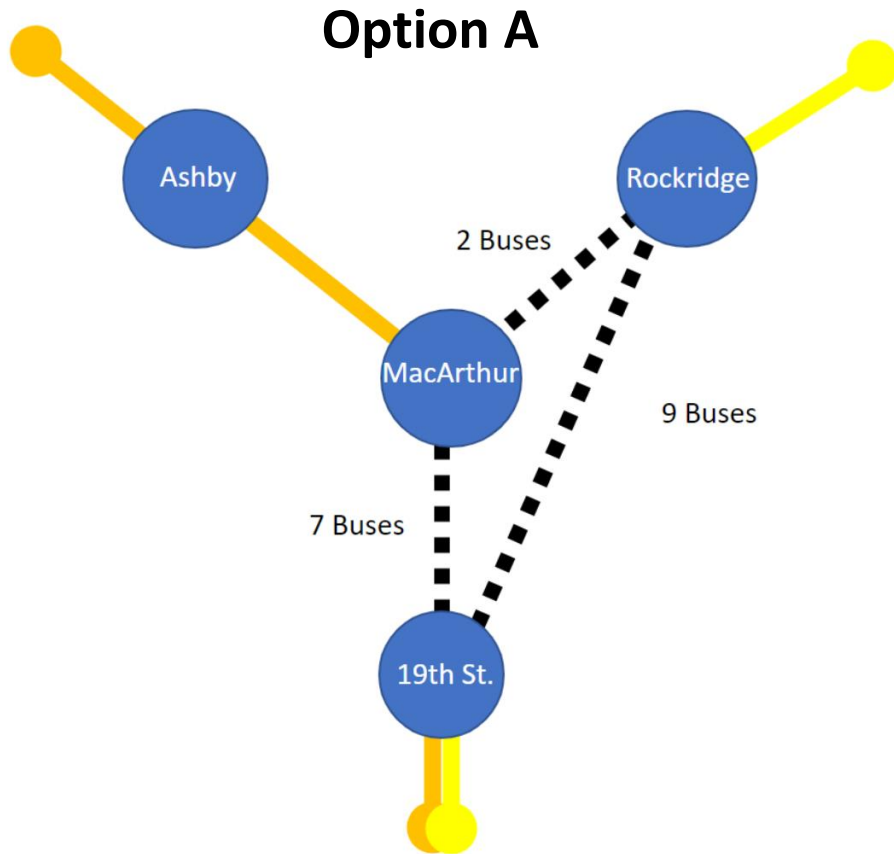 Option A
Ashby
Rockridge
2 Buses
MacArthur
9 Buses
7 Buses
19th St.